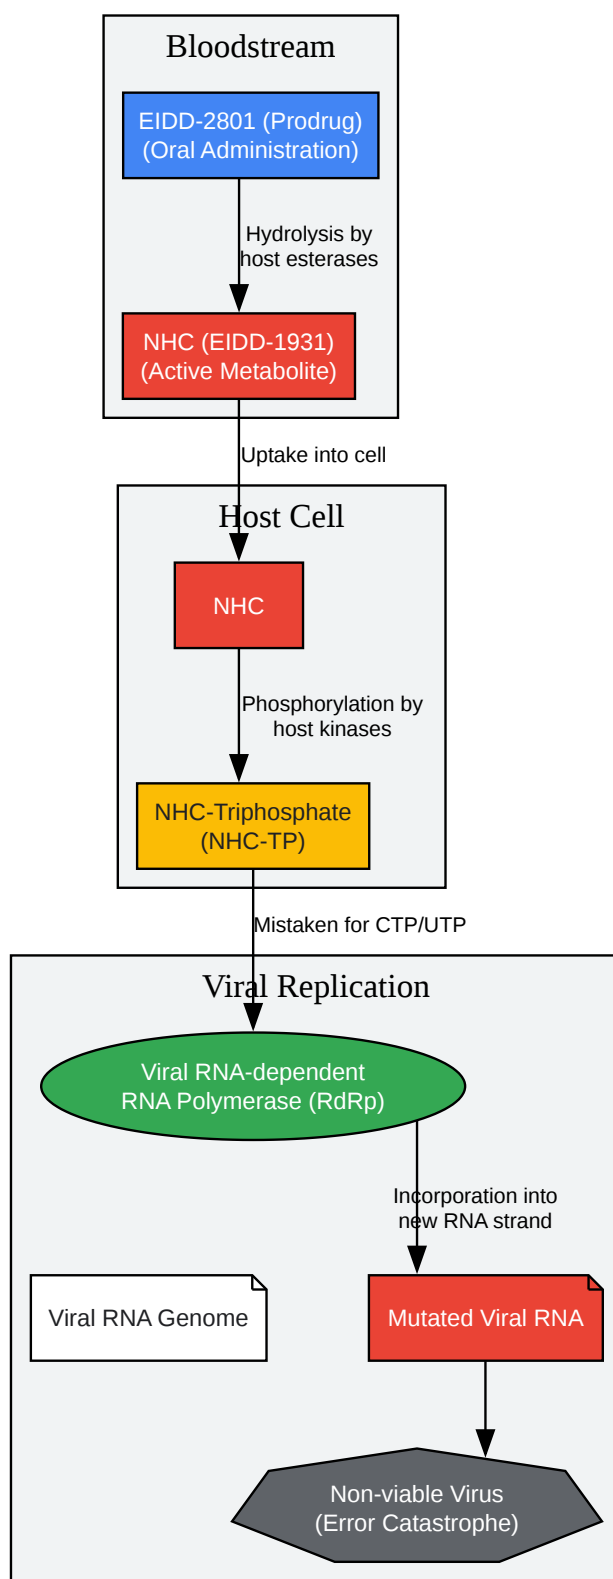 Bloodstream
EIDD-2801 (Prodrug)
(Oral Administration)
Hydrolysis by
host esterases
NHC (EIDD-1931)
(Active Metabolite)
Uptake into cell
Host Cell
NHC
Phosphorylation by
host kinases
NHC-Triphosphate
(NHC-TP)
Mistaken for CTP/UTP
Viral Replication
Viral RNA-dependent
RNA Polymerase (RdRp)
Incorporation into
new RNA strand
Viral RNA Genome
Mutated Viral RNA
Non-viable Virus
(Error Catastrophe)